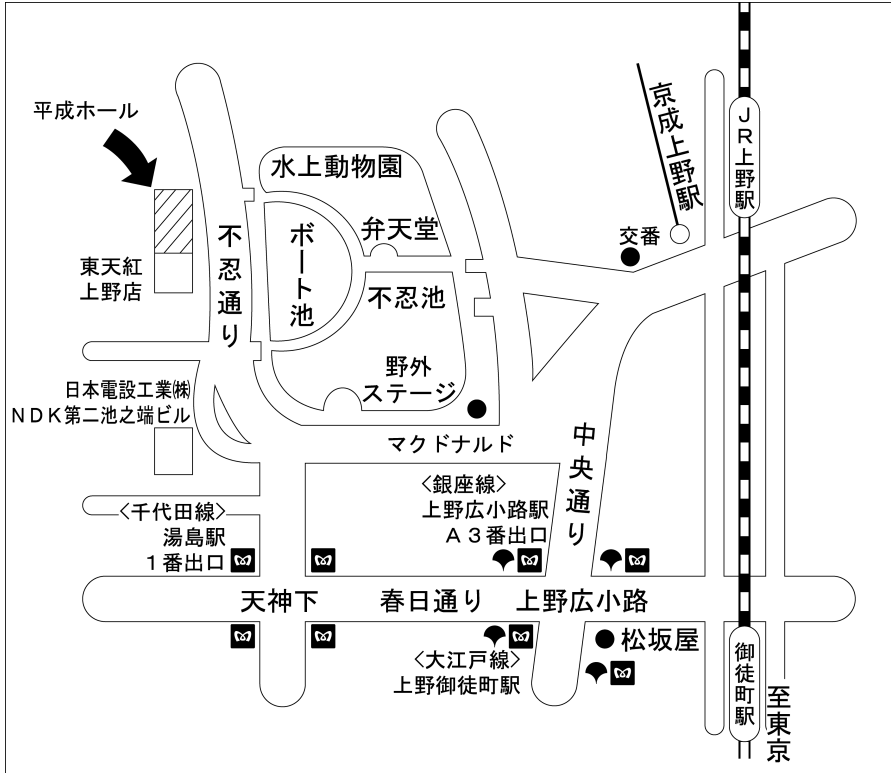 平成ホール
東天紅
上野店
不忍通り
水上動物園
ボート池
弁天堂
不忍池
野外
ステージ
京成上野駅
交番
ＪＲ上野駅
日本電設工業㈱
ＮＤＫ第二池之端ビル
マクドナルド
中央通り
〈千代田線〉
湯島駅
１番出口
〈銀座線〉
上野広小路駅
Ａ３番出口
天神下
春日通り
上野広小路
〈大江戸線〉
上野御徒町駅
松坂屋
御徒町駅
至東京